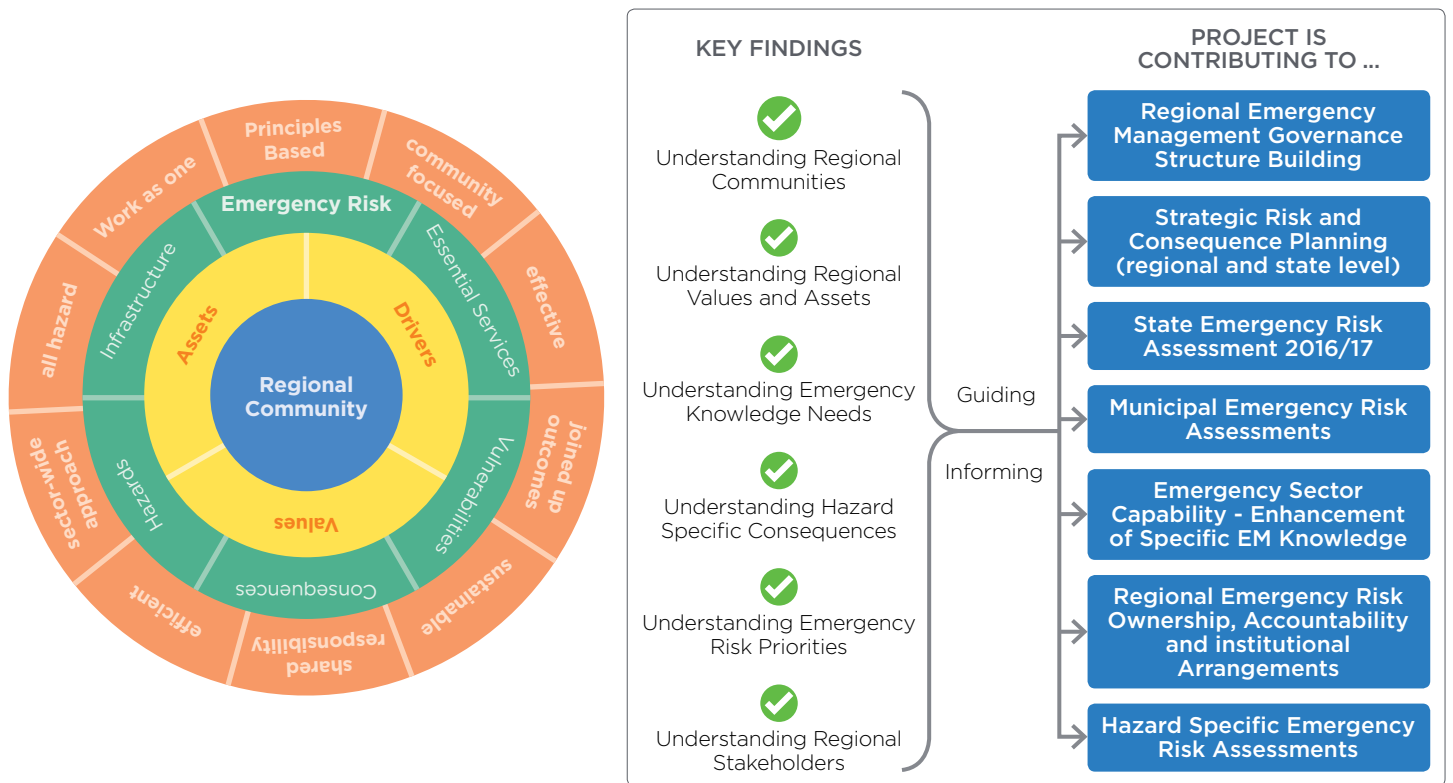 Principles
Based
community
focused
effective
joined up
outcomes
sustainable
shared
responsibility
efficient
sector-wide
approach
all hazard
Work as one
Emergency Risk
Essential Services
Vulnerabilities
Consequences
Hazards
Infrastructure
Assets
Drivers
Values
Regional
Community
KEY FINDINGS
Understanding Regional
Communities
Understanding Regional
Values and Assets
Understanding Emergency
Knowledge Needs
Understanding Hazard
Specific Consequences
Understanding Emergency
Risk Priorities
Understanding Regional
Stakeholders
Guiding
Informing
PROJECT IS
CONTRIBUTING TO ...
Regional Emergency
Management Governance
Structure Building
Strategic Risk and
Consequence Planning
(regional and state level)
State Emergency Risk
Assessment 2016/17
Municipal Emergency Risk
Assessments
Emergency Sector
Capability - Enhancement
of Specific EM Knowledge
Regional Emergency Risk
Ownership, Accountability
and institutional
Arrangements
Hazard Specific Emergency
Risk Assessments